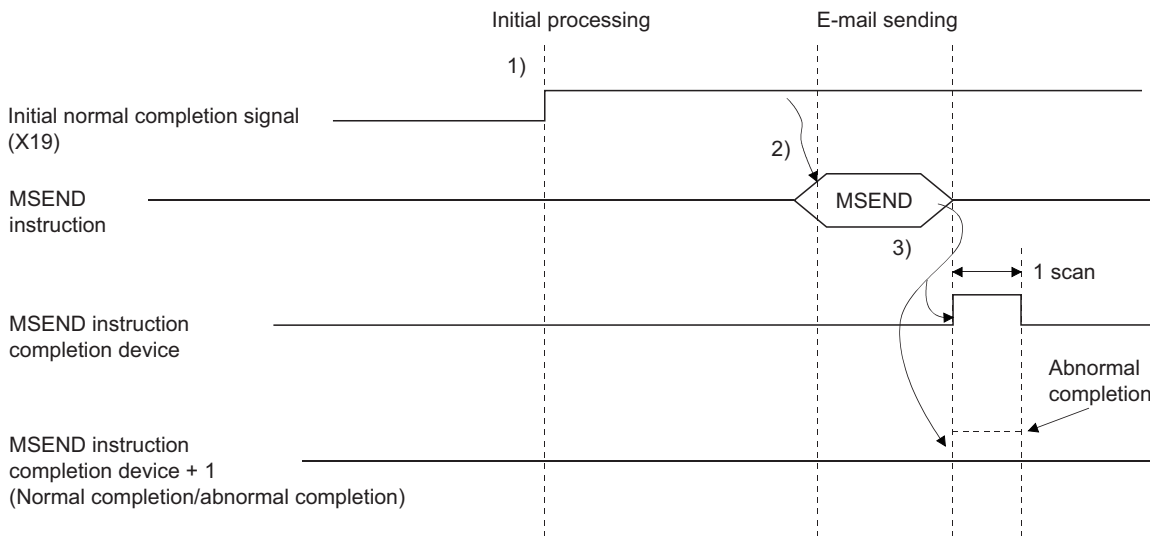 Initial processing
E-mail sending
1)
Initial normal completion signal
(X19)
2)
MSEND
instruction
MSEND
3)
1 scan
MSEND instruction
completion device
Abnormal
completion
MSEND instruction
completion device + 1
(Normal completion/abnormal completion)